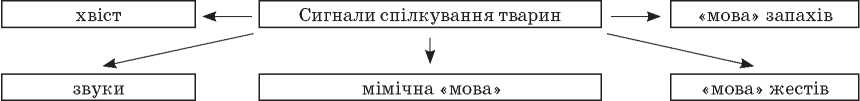 хвіст
Сигнали спілкування тварин
«мова» запахів
звуки
мімічна «мова»
«мова» жестів